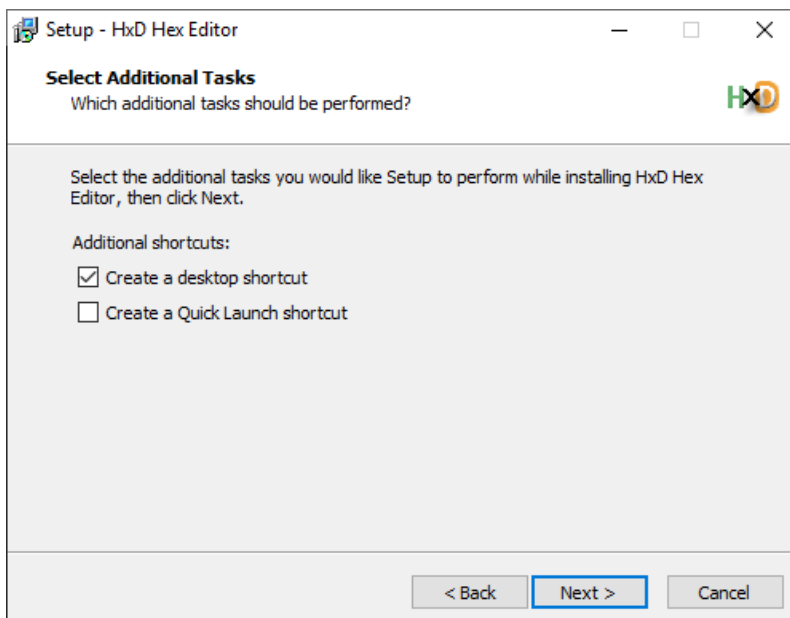 Setup - HxD Hex Editor
Select Additional Tasks
Which additional tasks should be performed?
HxD
Select the additional tasks you would like Setup to perform while installing HxD Hex
Editor, then click Next.
Additional shortcuts:
Create a desktop shortcut
Create a Quick Launch shortcut
< Back Next > Cancel